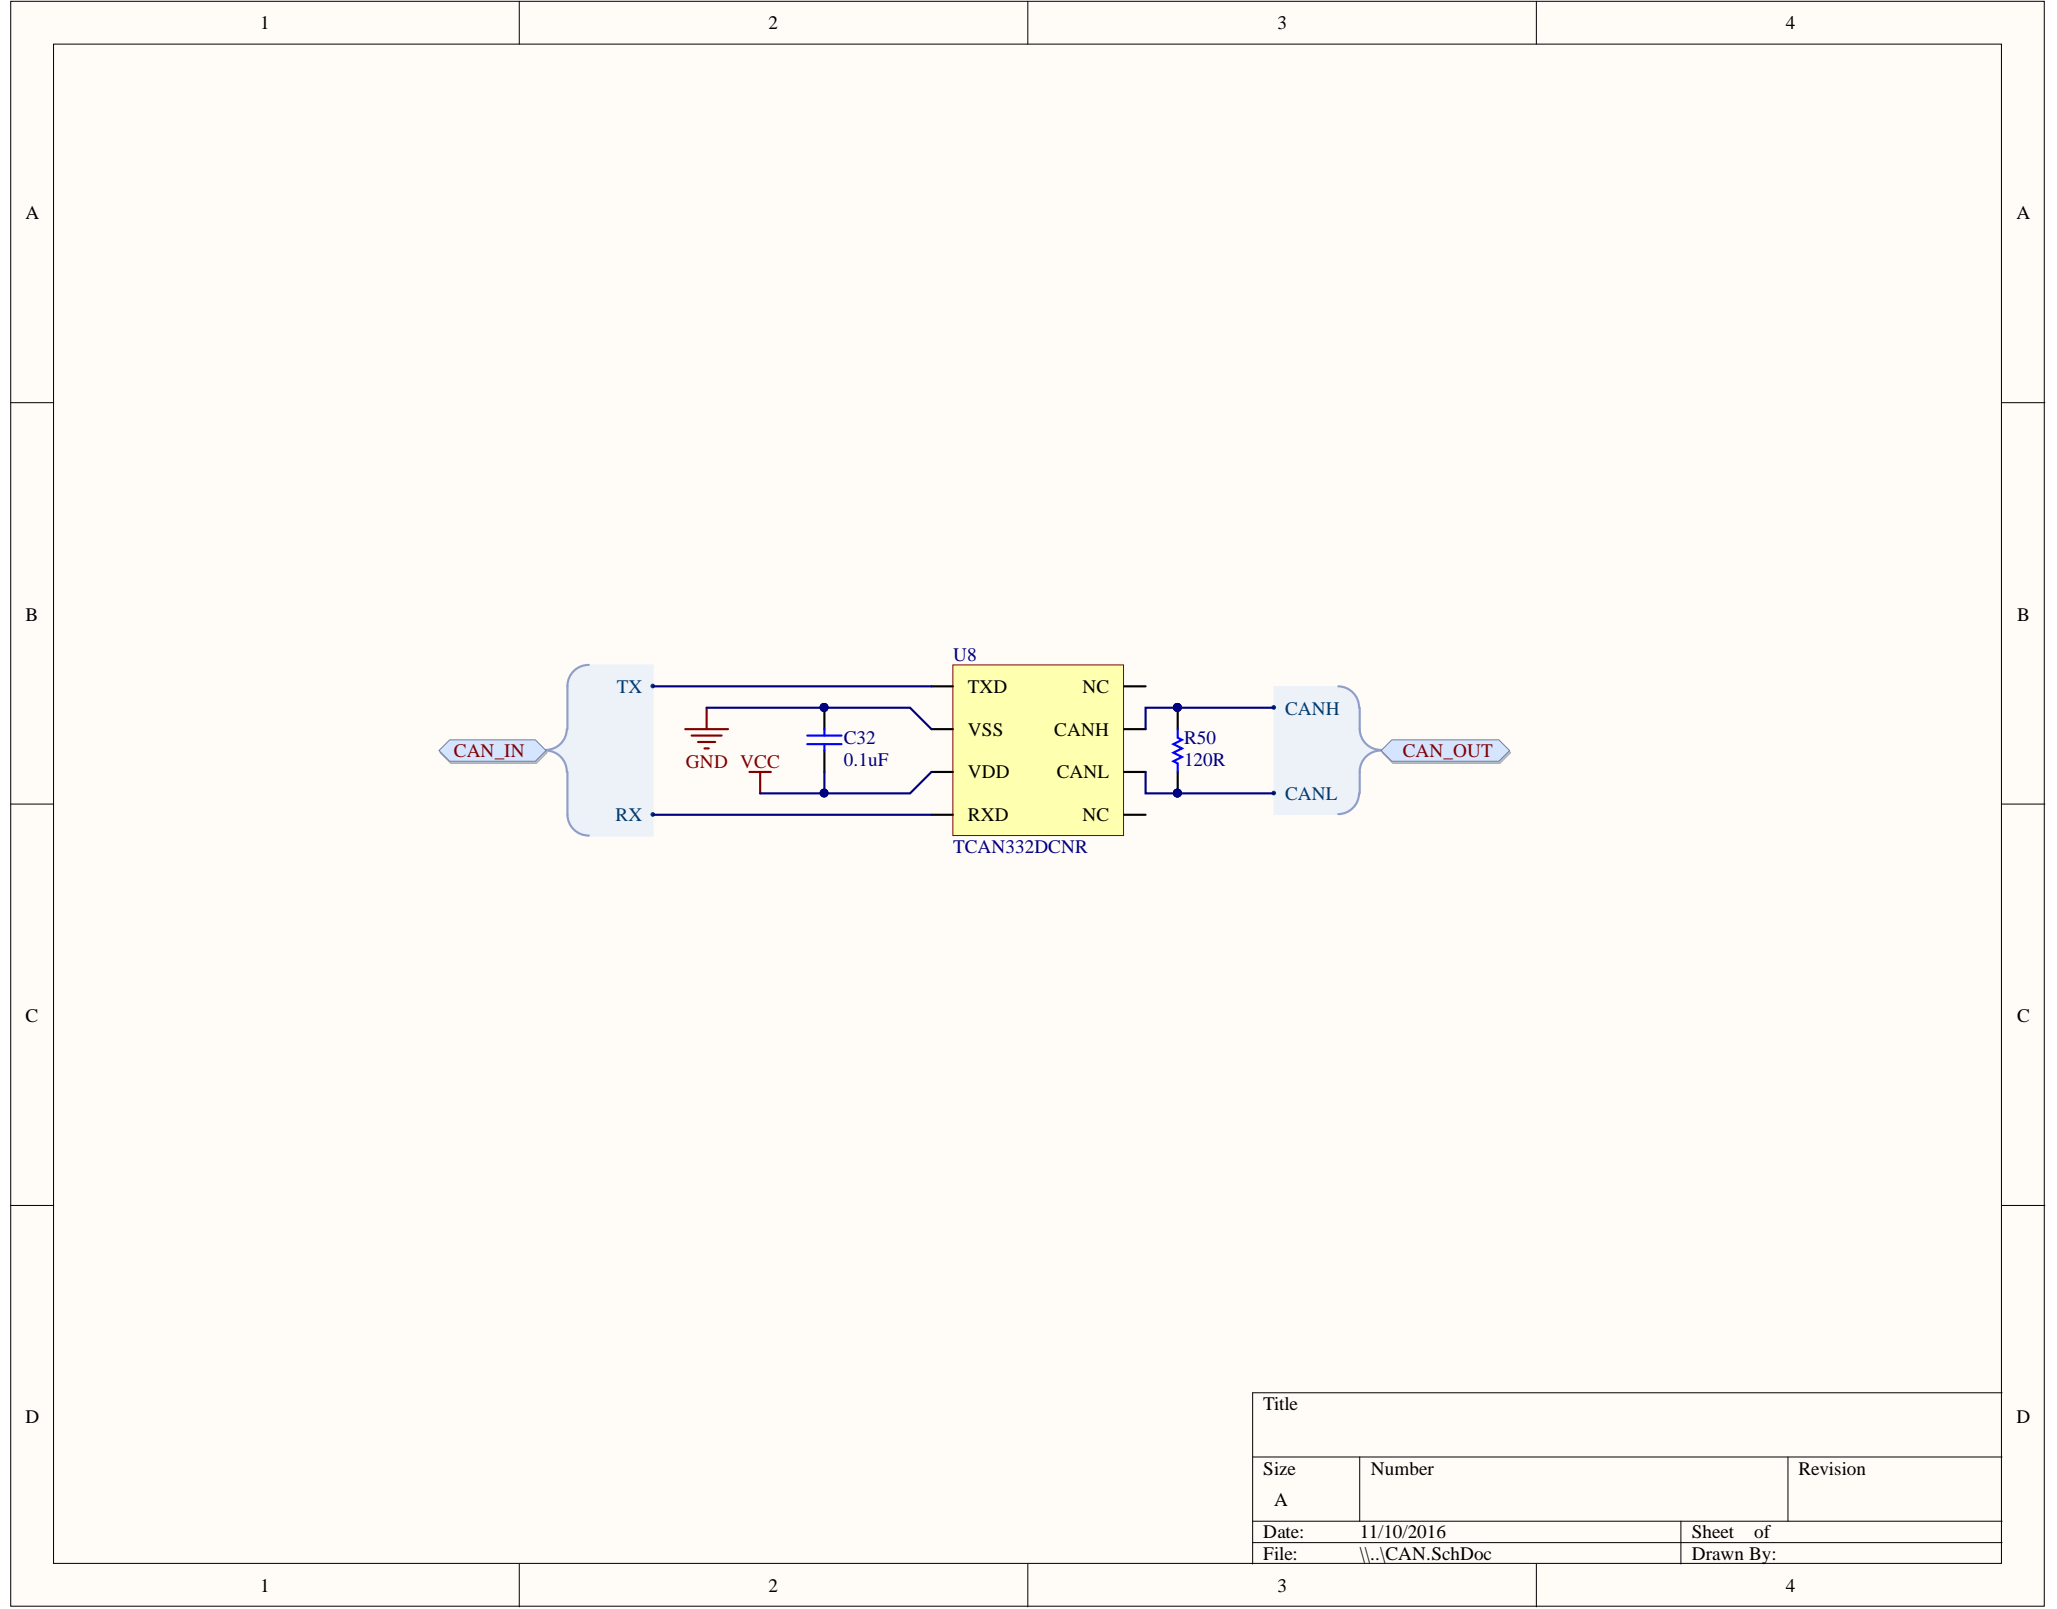 1 2 3 4
A A
B B
U8
TX TXD NC CANH
VSS CANH R50
CAN_IN C32 CAN_OUT
GND VCC 0.1uF 120R
VDD CANL
CANL
RX RXD NC
TCAN332DCNR
C C
Title
D D
Size Number Revision
A
Date: 11/10/2016 Sheet of
File: \\..\CAN.SchDoc Drawn By:
1 2 3 4